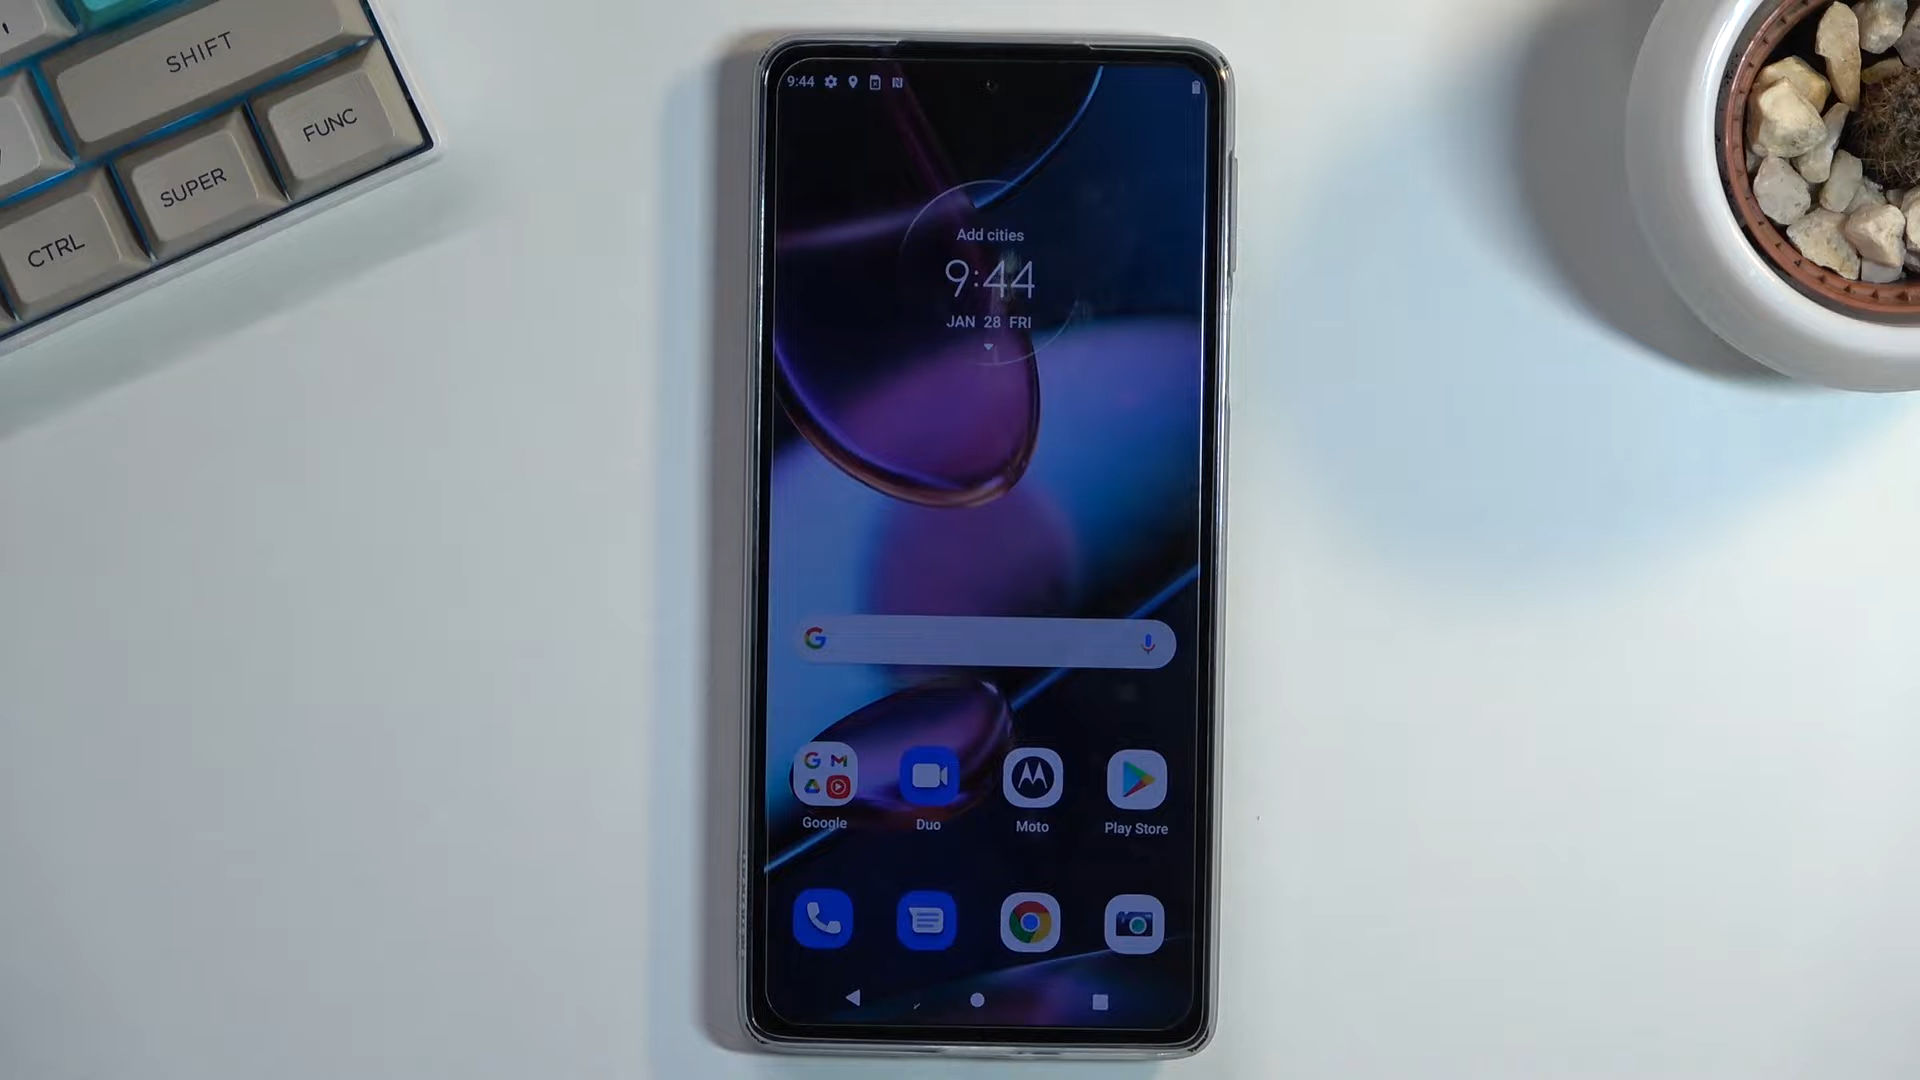 SHIFT
FUNC
SUPER
CTRL
9:44
Add cities
9:44
JAN 28 FRI
Google
Duo
Moto
Play Store